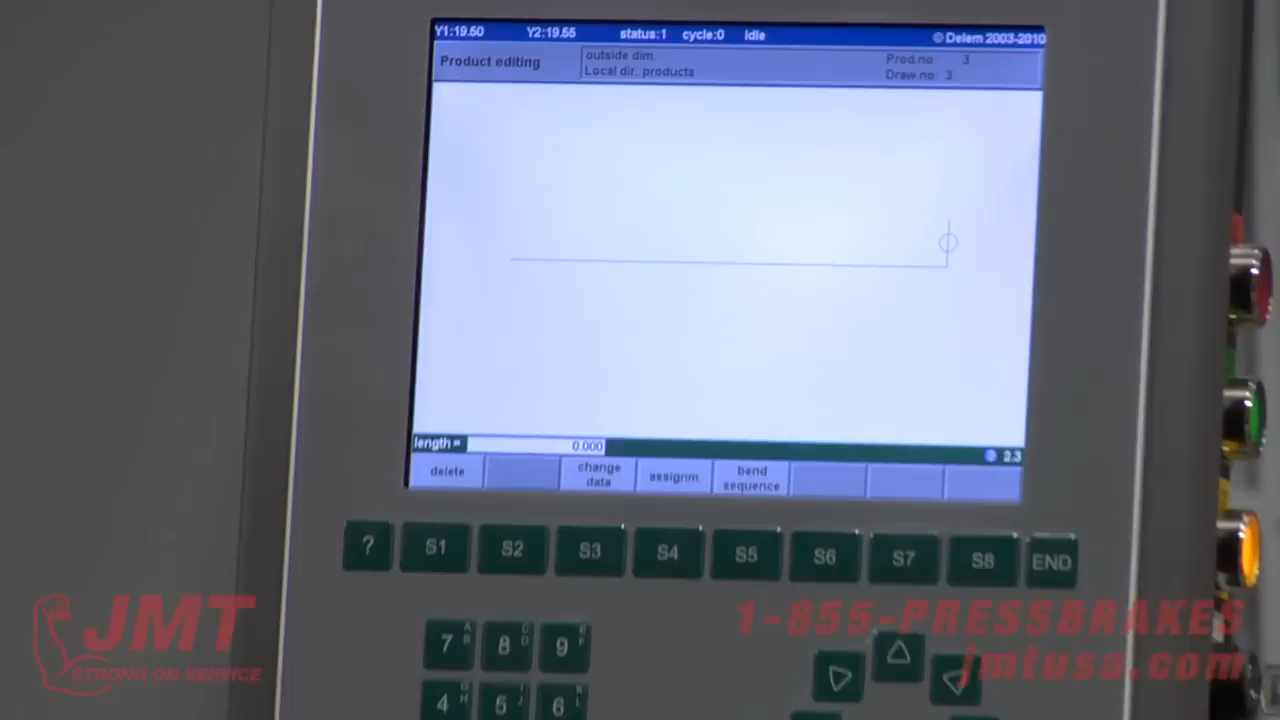 Y1:19.50 Y2:19.55 status:1 cycle:0 Idle © Delem 2003-2010
Product editing
outside dim. Prod.no: 3
Local dir.:products Draw.no: 3
length = 0.000 2.3
delete change data assignm. bend sequence
? S1 S2 S3 S4 S5 S6 S7 S8 END
7 8 9
4 5 6
JMT
STRONG ON SERVICE
1-855-PRESSBRAKES
jmtusa.com